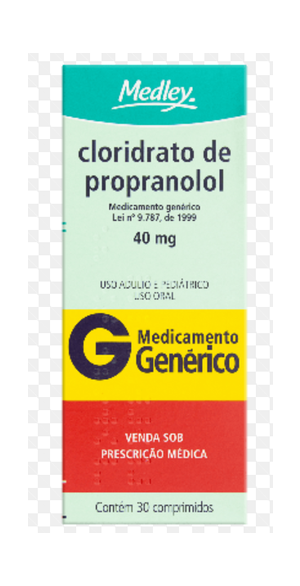 Medley.
cloridrato de
propranolol
Medicamento genérico
Lei nº 9.787, de 1999
40 mg
USO ADULTO E PEDIÁTRICO
USO ORAL
G Medicamento
Genérico
VENDA SOB
PRESCRIÇÃO MÉDICA
Contém 30 comprimidos